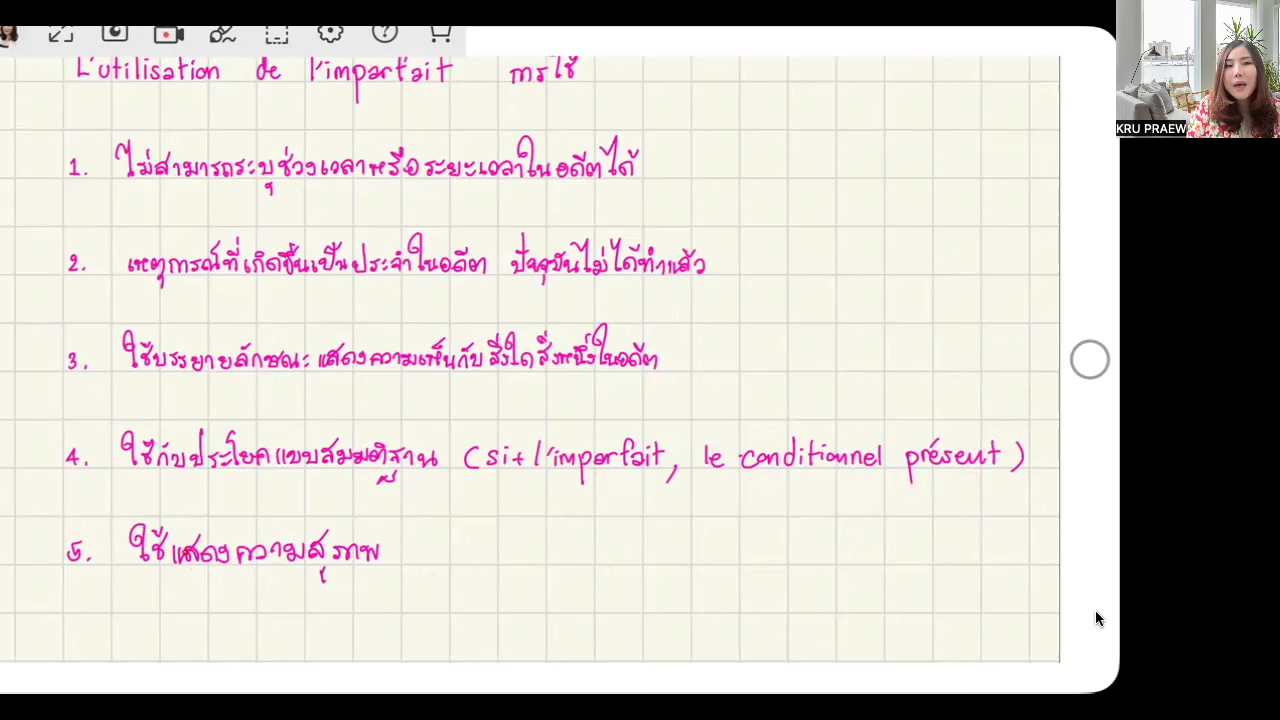 L'utilisation de l'imparfait การใช้
KRU PRAEW
1. ไม่สามารถระบุช่วงเวลาหรือระยะเวลาในอดีตได้
2. เหตุการณ์ที่เกิดขึ้นเป็นประจำในอดีต ปัจจุบันไม่ได้ทำแล้ว
3. ใช้บรรยายลักษณะ แสดงความเห็นกับสิ่งใดสิ่งหนึ่งในอดีต
4. ใช้กับประโยคแบบสมมติฐาน (si+ l'imparfait, le conditionnel présent)
5. ใช้แสดงความสุภาพ